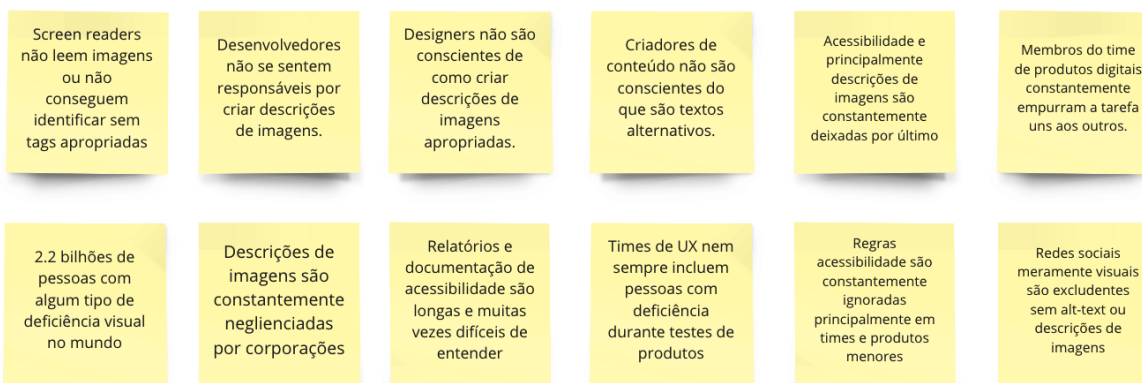 Screen readers
não leem imagens
ou não
conseguem
identificar sem
tags apropriadas
Desenvolvedores
não se sentem
responsáveis por
criar descrições
de imagens.
Designers não são
conscientes de
como criar
descrições de
imagens
apropriadas.
Criadores de
conteúdo não são
conscientes do
que são textos
alternativos.
Acessibilidade e
principalmente
descrições de
imagens são
constantemente
deixadas por último
Membros do time
de produtos digitais
constantemente
empurram a tarefa
uns aos outros.
2.2 bilhões de
pessoas com
algum tipo de
deficiência visual
no mundo
Descrições de
imagens são
constantemente
neglienciadas
por corporações
Relatórios e
documentação de
acessibilidade são
longas e muitas
vezes difíceis de
entender
Times de UX nem
sempre incluem
pessoas com
deficiência
durante testes de
produtos
Regras
acessibilidade são
constantemente
ignoradas
principalmente em
times e produtos
menores
Redes sociais
meramente visuais
são excludentes
sem alt-text ou
descrições de
imagens